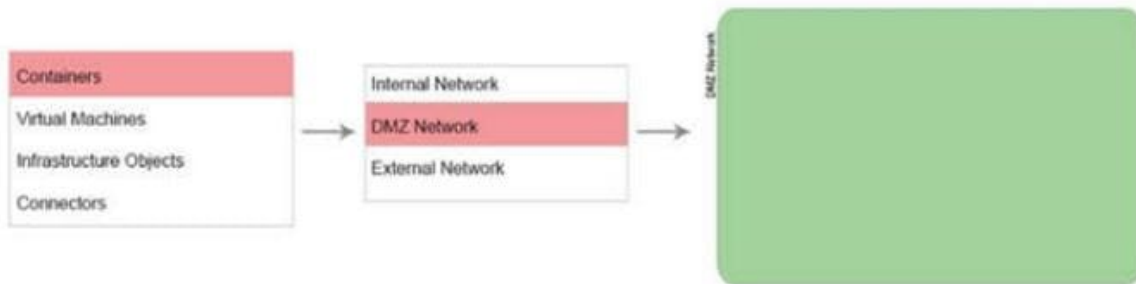 Containers
Virtual Machines
Infrastructure Objects
Connectors
Internal Network
DMZ Network
External Network
DMZ Network